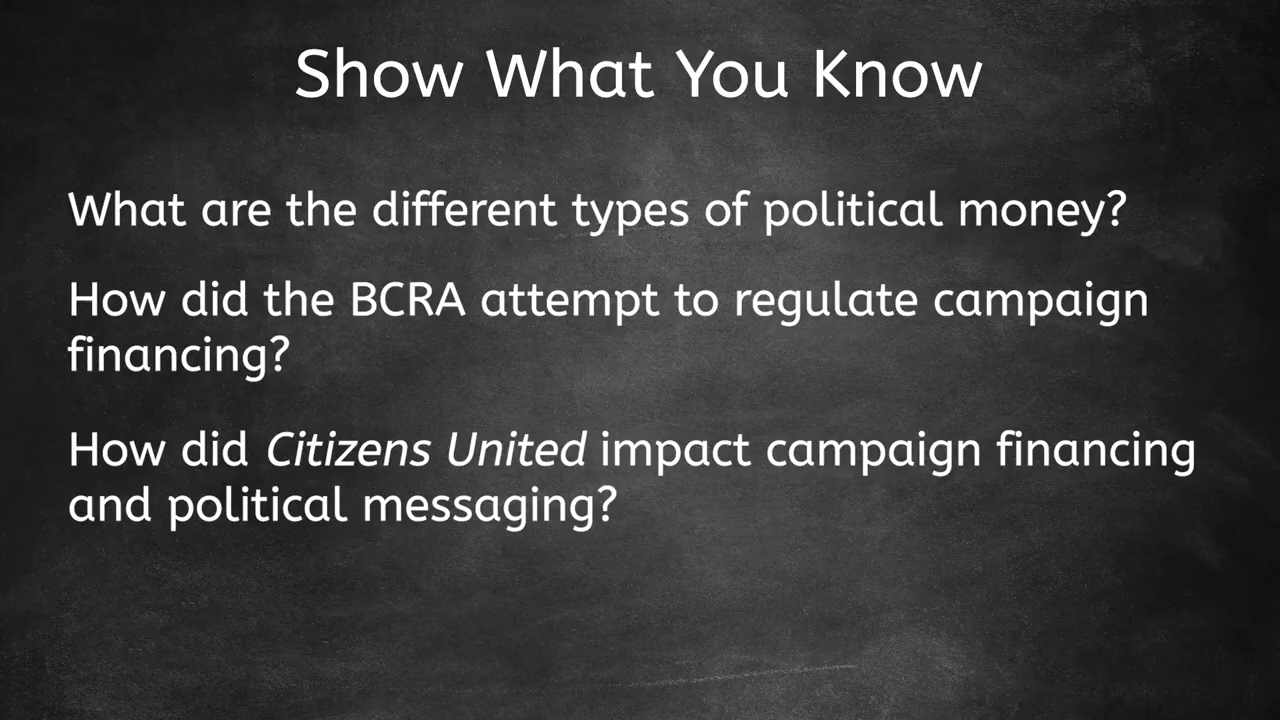 Show What You Know
What are the different types of political money?
How did the BCRA attempt to regulate campaign
financing?
How did Citizens United impact campaign financing
and political messaging?